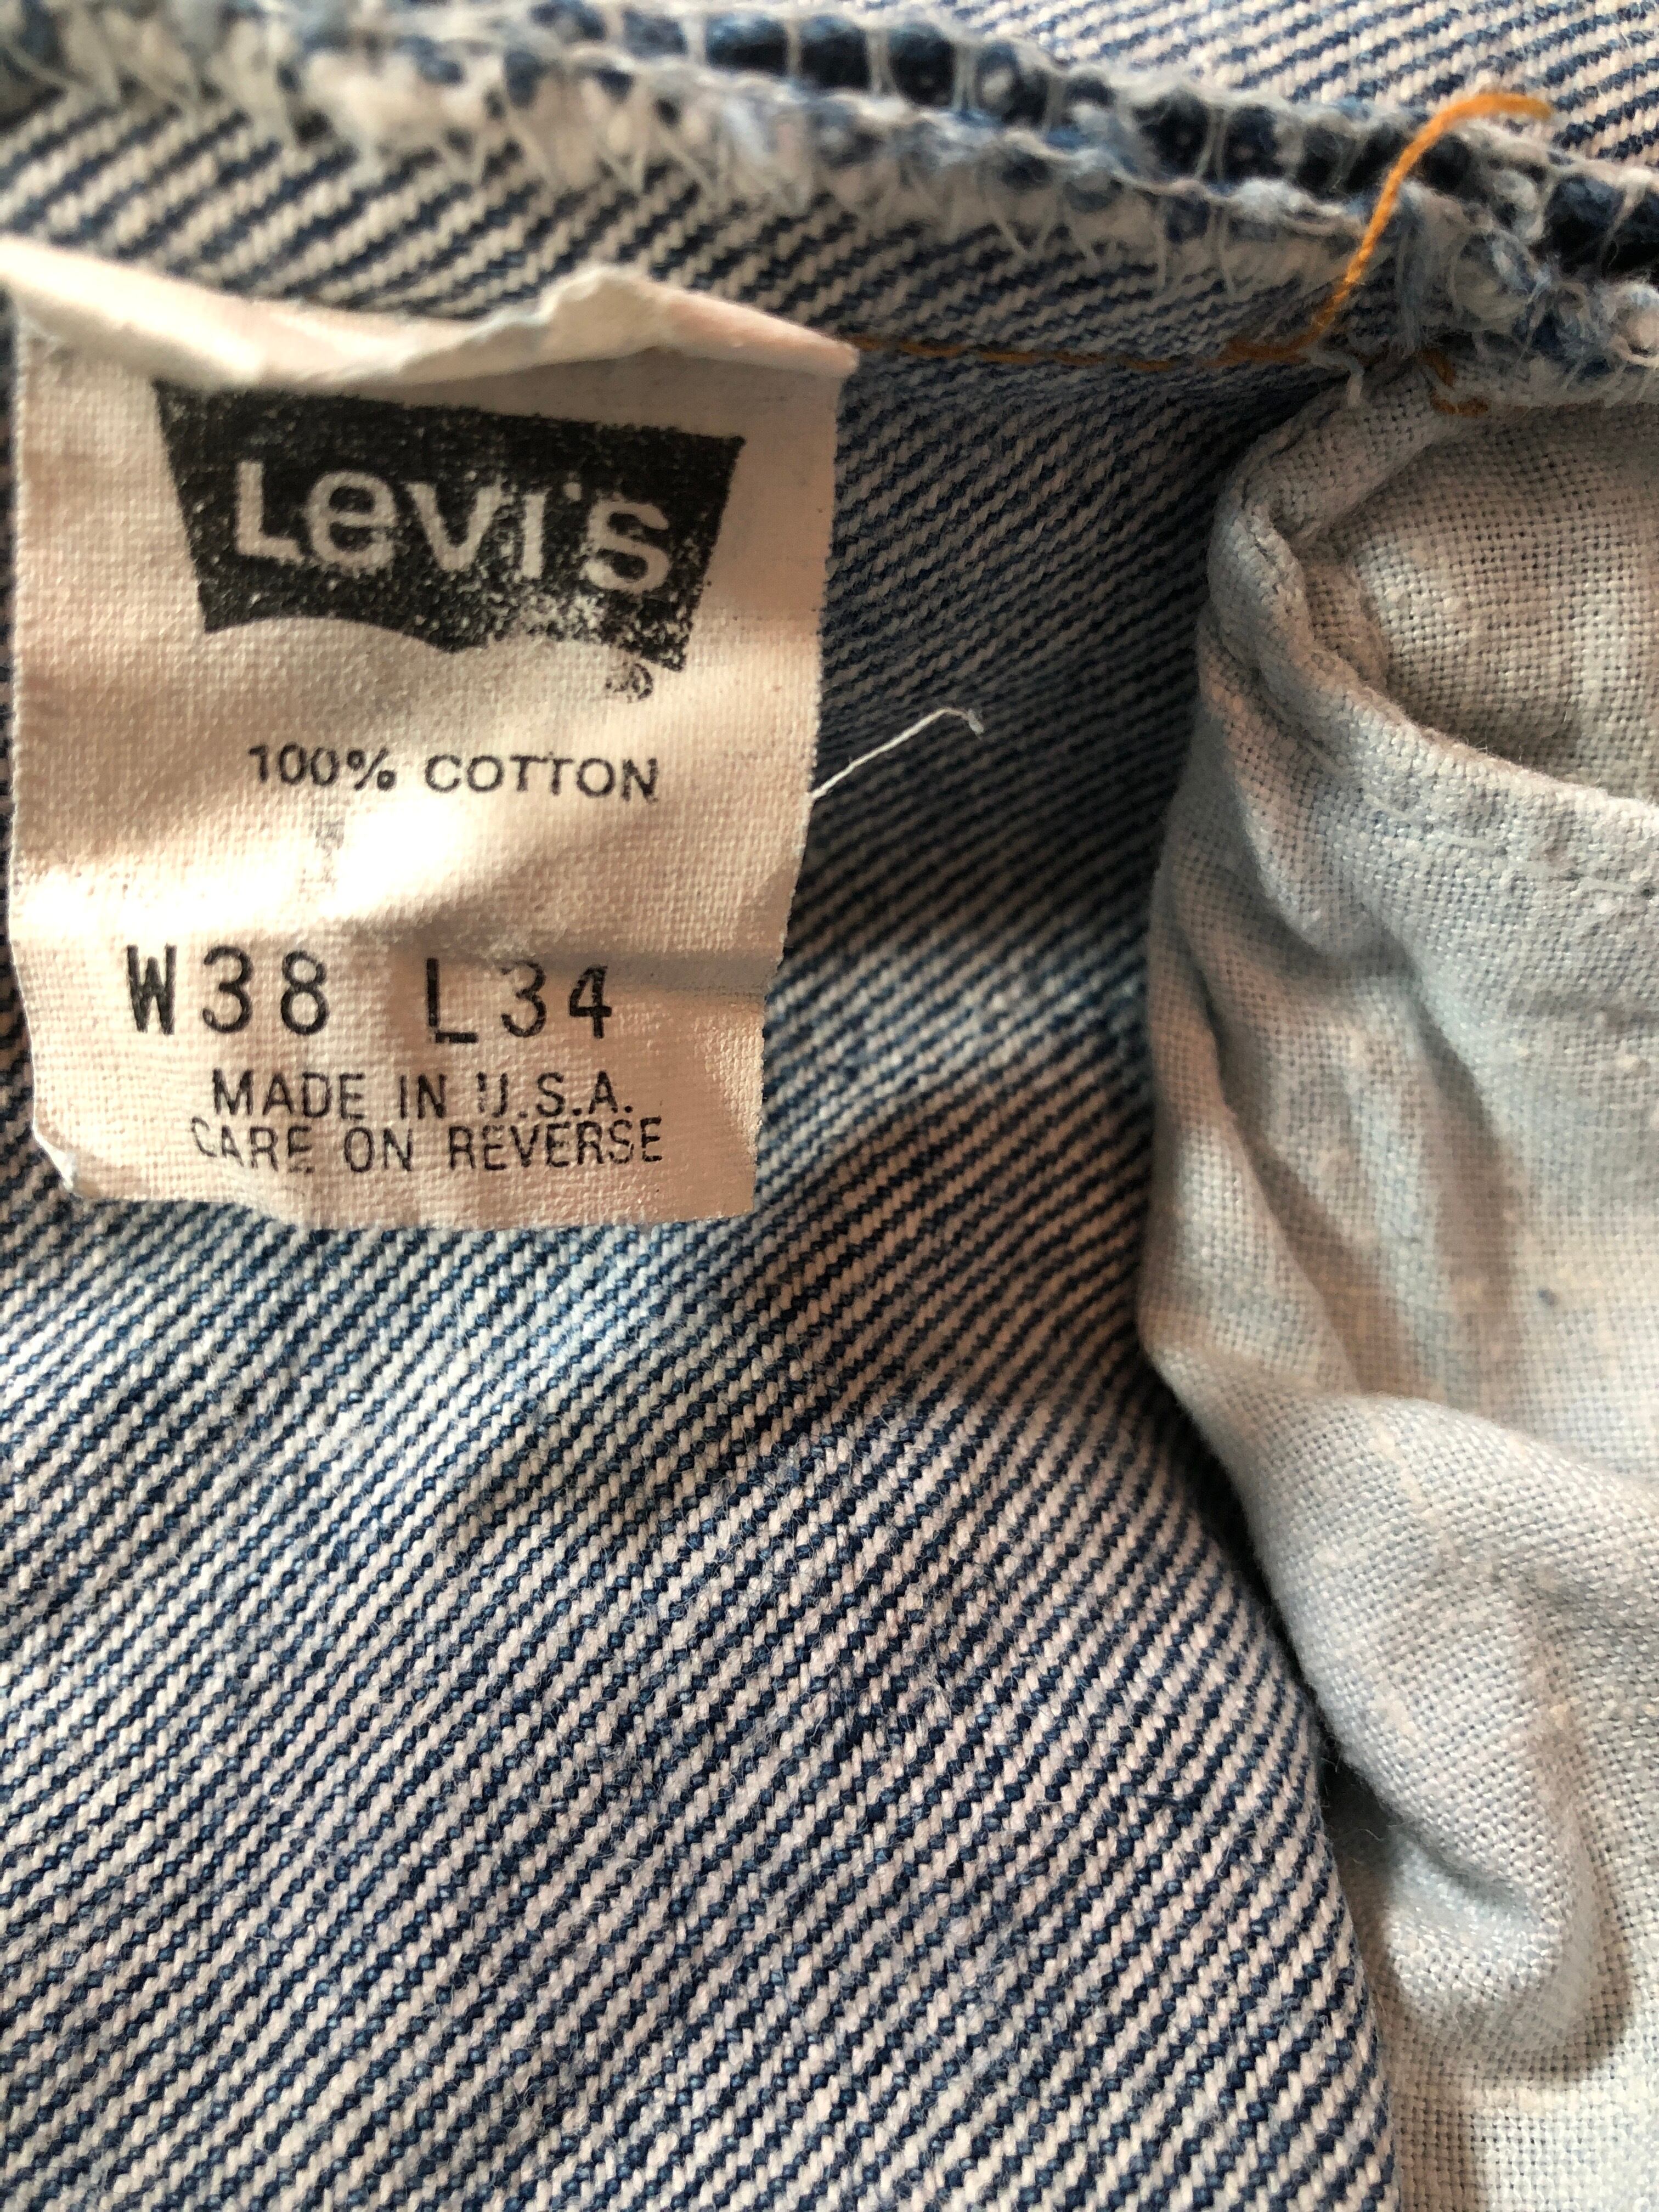 Levi's
®
100% COTTON
W38 L34
MADE IN U.S.A.
CARE ON REVERSE